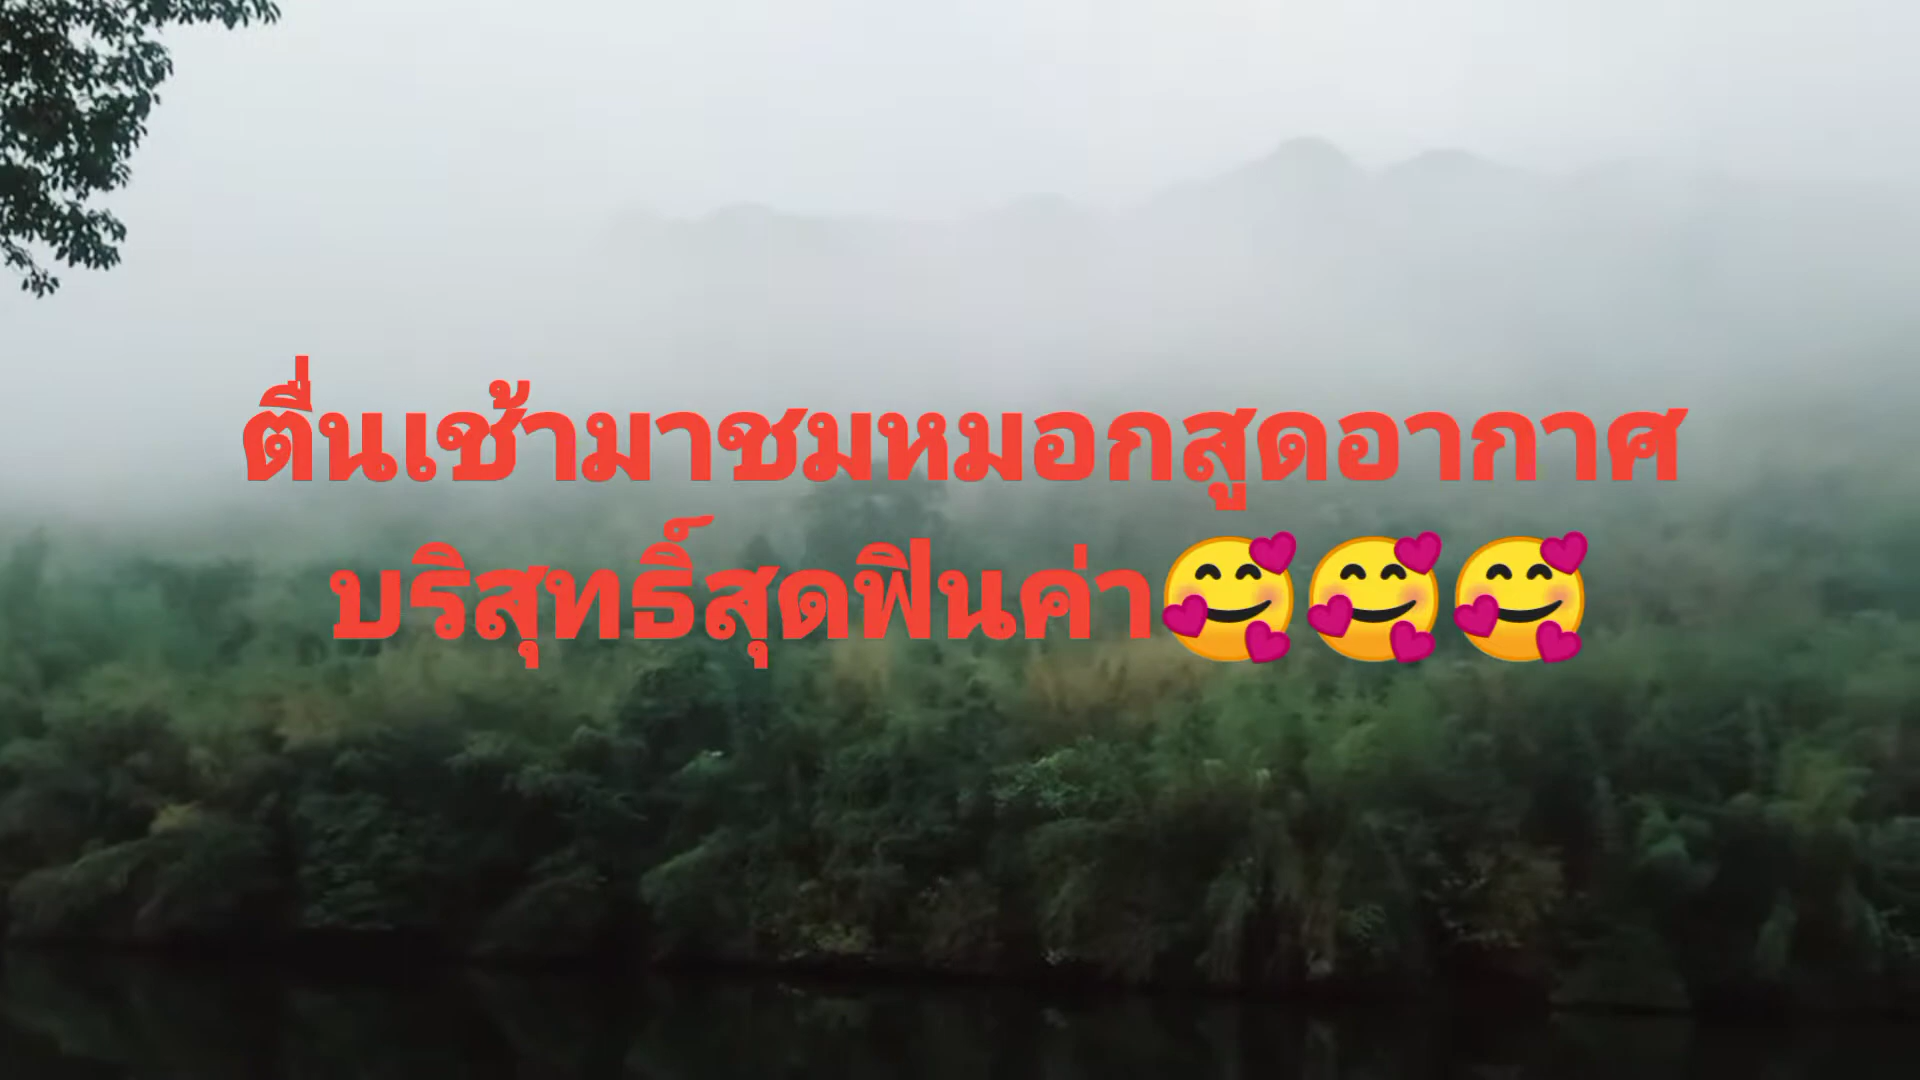 ตื่นเช้ามาชมหมอกสูดอากาศ
บริสุทธิ์สุดฟินค่า🥰🥰🥰